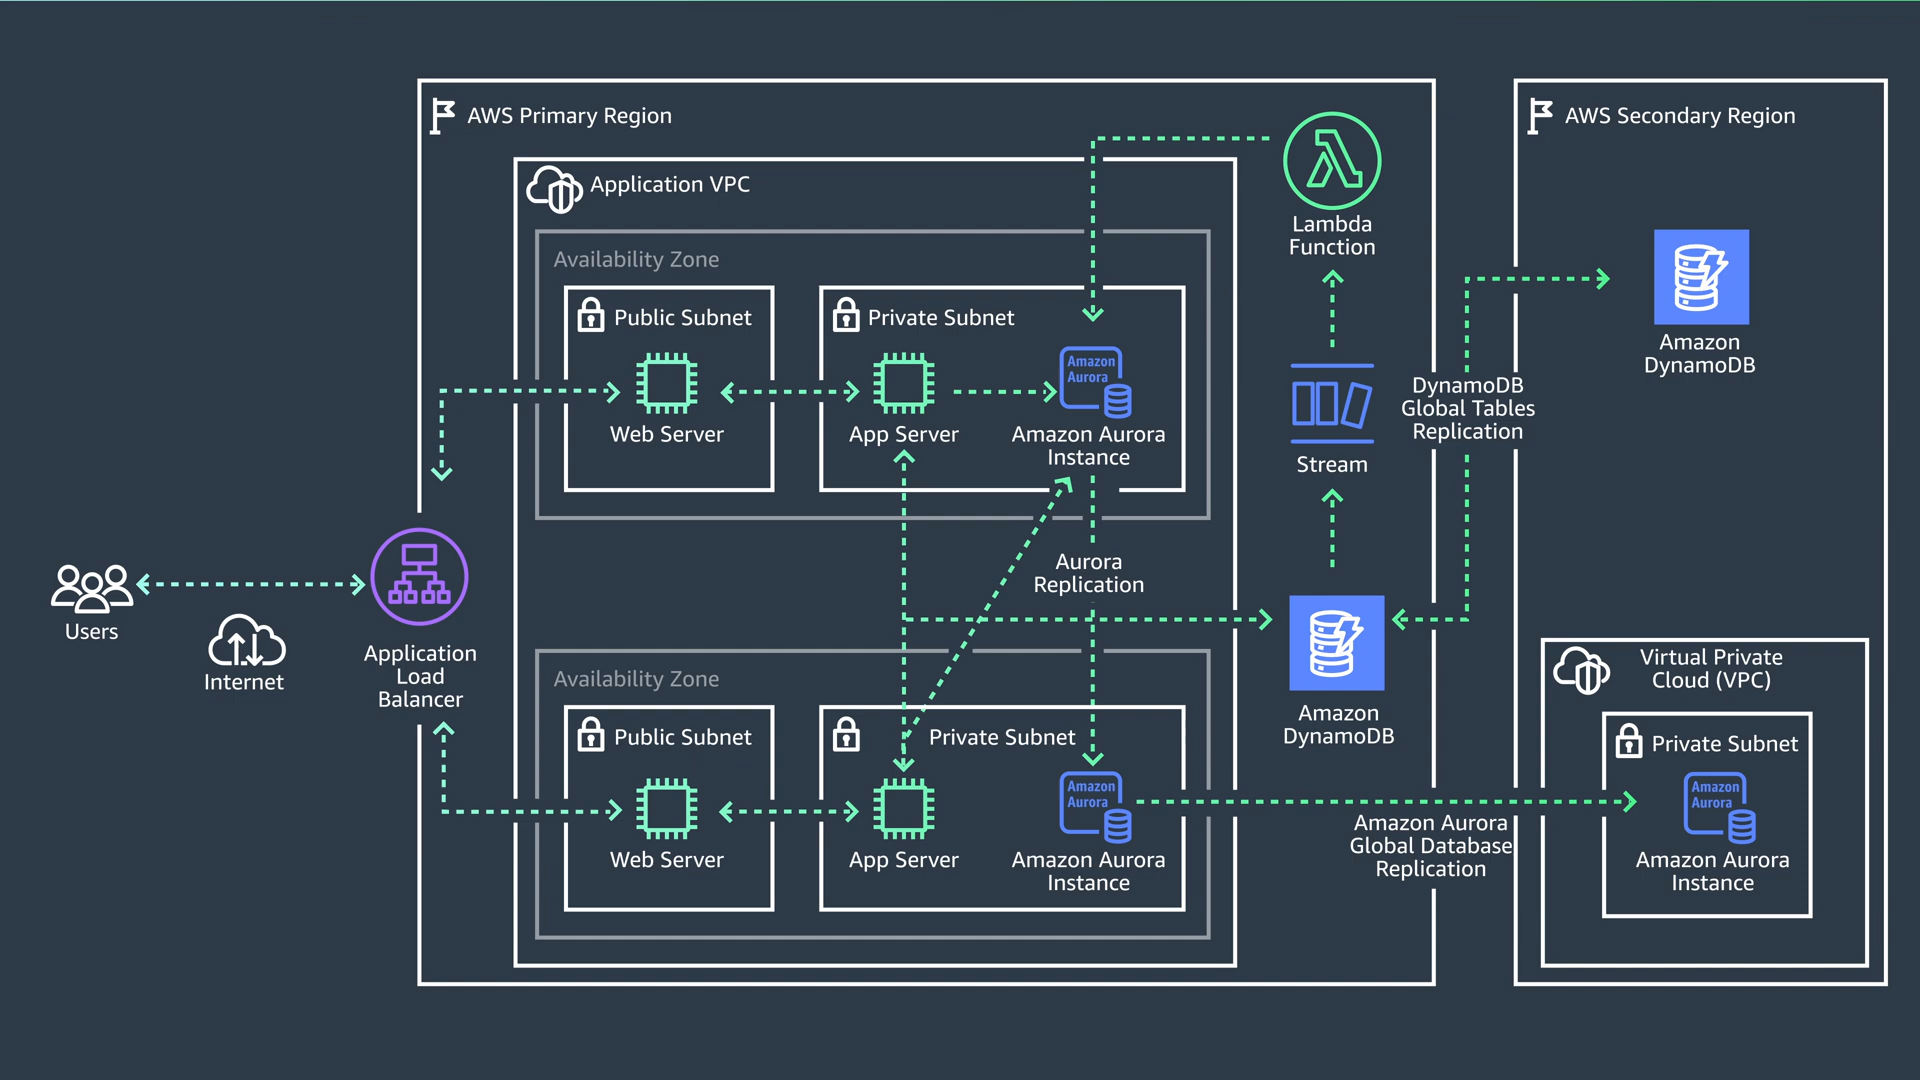 AWS Primary Region
AWS Secondary Region
Application VPC
Lambda
Function
Availability Zone
Public Subnet
Private Subnet
Amazon
Aurora
Web Server
App Server
Amazon Aurora
Instance
Stream
DynamoDB
Global Tables
Replication
Amazon
DynamoDB
Users
Internet
Application
Load
Balancer
Aurora
Replication
Amazon
DynamoDB
Availability Zone
Public Subnet
Private Subnet
Amazon
Aurora
Web Server
App Server
Amazon Aurora
Instance
Amazon Aurora
Global Database
Replication
Virtual Private
Cloud (VPC)
Private Subnet
Amazon
Aurora
Amazon Aurora
Instance